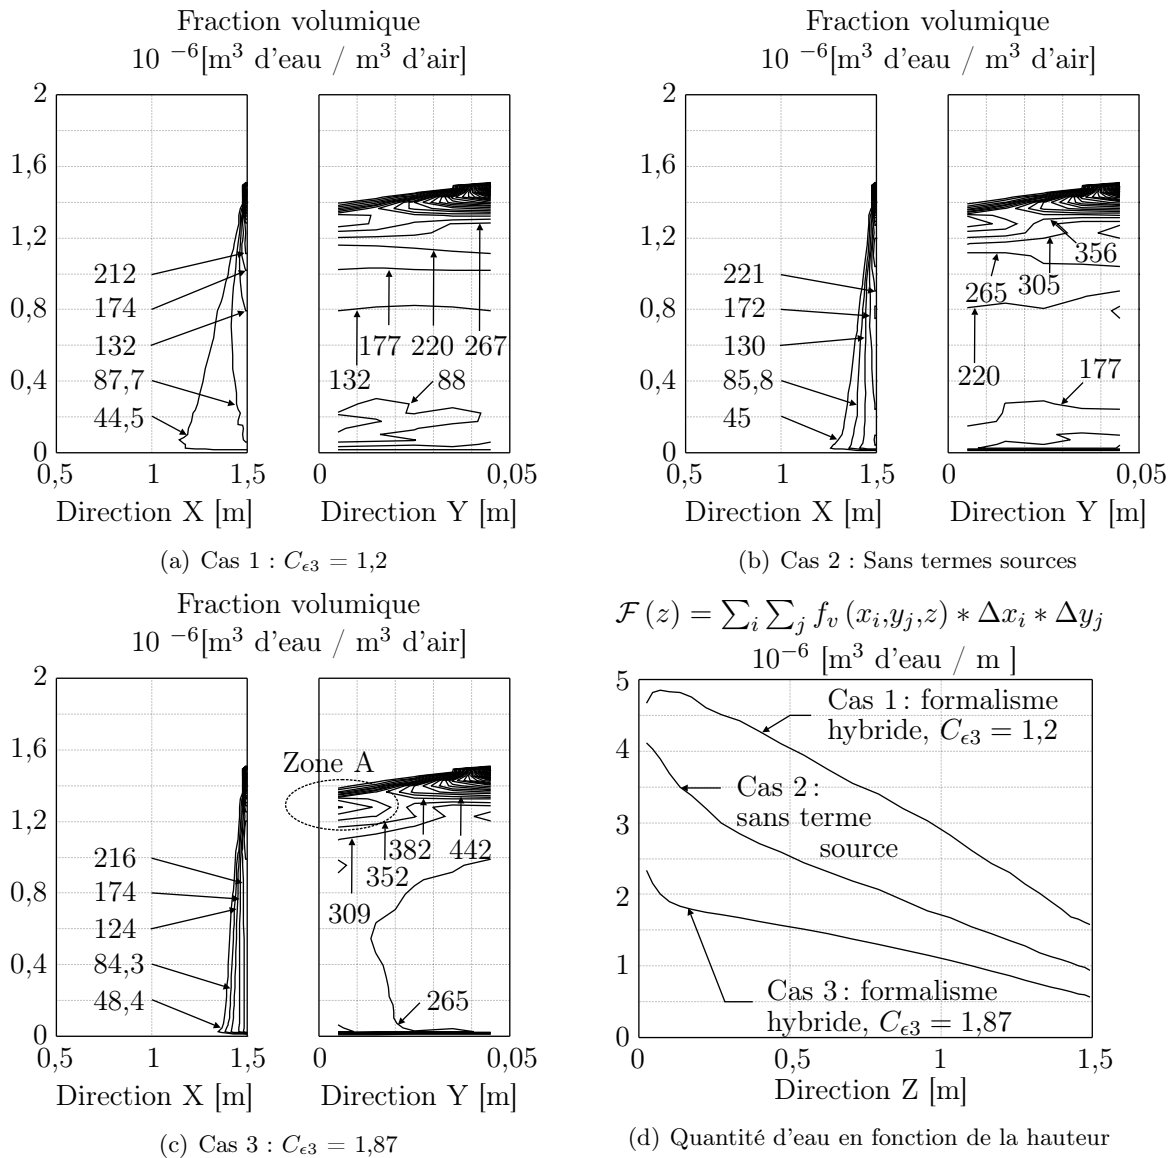 Fraction volumique
10 ⁻⁶[m³ d'eau / m³ d'air]
2
1,6
1,2
0,8
0,4
0
212
174
132
87,7
44,5
0,5
1
1,5
Direction X [m]
177
220
267
132
88
0
0,05
Direction Y [m]
(a) Cas 1 : Cϵ3 = 1,2
Fraction volumique
10 ⁻⁶[m³ d'eau / m³ d'air]
2
1,6
1,2
0,8
0,4
0
221
172
130
85,8
45
0,5
1
1,5
Direction X [m]
356
305
265
220
177
0
0,05
Direction Y [m]
(b) Cas 2 : Sans termes sources
Fraction volumique
10 ⁻⁶[m³ d'eau / m³ d'air]
2
1,6
1,2
0,8
0,4
0
216
174
124
84,3
48,4
0,5
1
1,5
Direction X [m]
Zone A
382
442
352
309
265
0
0,05
Direction Y [m]
(c) Cas 3 : Cϵ3 = 1,87
ℱ (z) = ∑i ∑j fv (xi,yj,z) ∗ Δxi ∗ Δyj
10⁻⁶ [m³ d'eau / m ]
5
4
3
2
1
0
Cas 1 : formalisme
hybride, Cϵ3 = 1,2
Cas 2 :
sans terme
source
Cas 3 : formalisme
hybride, Cϵ3 = 1,87
0
0,5
1
1,5
Direction Z [m]
(d) Quantité d'eau en fonction de la hauteur